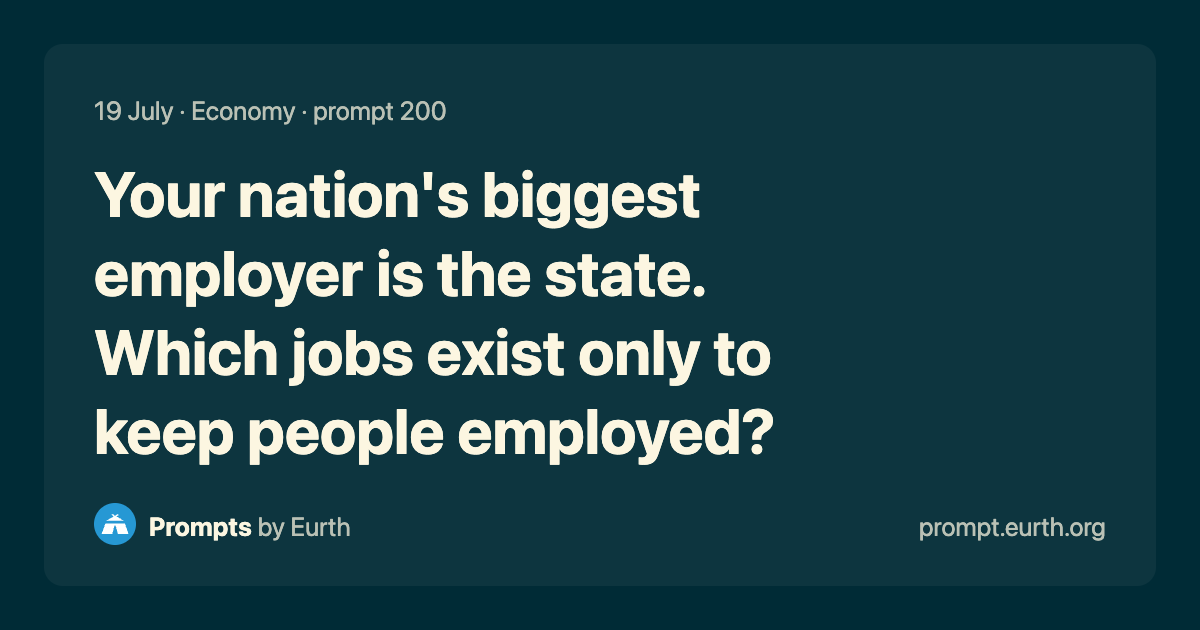 19 July · Economy · prompt 200
Your nation's biggest
employer is the state.
Which jobs exist only to
keep people employed?
Prompts by Eurth
prompt.eurth.org